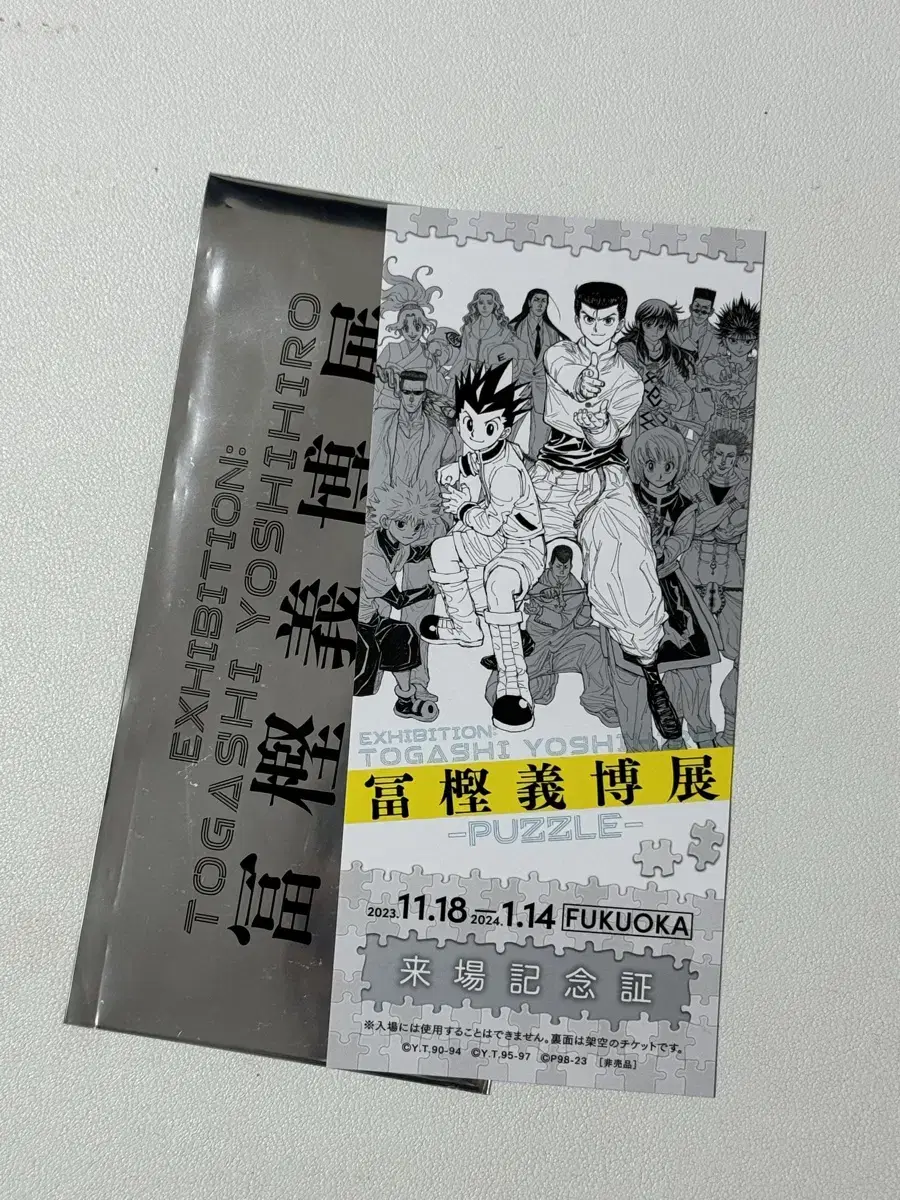 EXHIBITION:
TOGASHI YOSHIHIRO
冨樫義博展
EXHIBITION:
TOGASHI YOSHI
冨樫義博展
-PUZZLE-
2023.11.18—2024.1.14 FUKUOKA
来場記念証
※入場には使用することはできません。裏面は架空のチケットです。
©Y.T.90-94 ©Y.T.95-97 ©P98-23 [非売品]